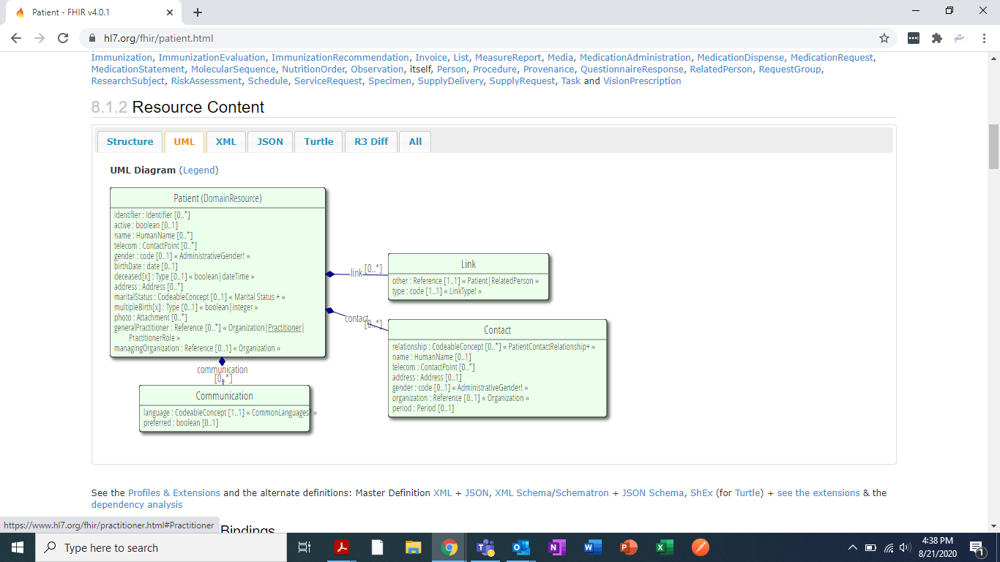 Patient - FHIR v4.0.1
hl7.org/fhir/patient.html
Immunization, ImmunizationEvaluation, ImmunizationRecommendation, Invoice, List, MeasureReport, Media, MedicationAdministration, MedicationDispense, MedicationRequest,
MedicationStatement, MolecularSequence, NutritionOrder, Observation, itself, Person, Procedure, Provenance, QuestionnaireResponse, RelatedPerson, RequestGroup,
ResearchSubject, RiskAssessment, Schedule, ServiceRequest, Specimen, SupplyDelivery, SupplyRequest, Task and VisionPrescription
8.1.2 Resource Content
Structure UML XML JSON Turtle R3 Diff All
UML Diagram (Legend)
Patient (DomainResource)
identifier : Identifier [0..*]
active : boolean [0..1]
name : HumanName [0..*]
telecom : ContactPoint [0..*]
gender : code [0..1] « AdministrativeGender! »
birthDate : date [0..1]
deceased[x] : Type [0..1] « boolean|dateTime »
address : Address [0..*]
maritalStatus : CodeableConcept [0..1] « Marital Status + »
multipleBirth[x] : Type [0..1] « boolean|integer »
photo : Attachment [0..*]
generalPractitioner : Reference [0..*] « Organization|Practitioner|
PractitionerRole »
managingOrganization : Reference [0..1] « Organization »
link [0..*]
Link
other : Reference [1..1] « Patient|RelatedPerson »
type : code [1..1] « LinkType! »
contact [0..*]
Contact
relationship : CodeableConcept [0..*] « PatientContactRelationship+ »
name : HumanName [0..1]
telecom : ContactPoint [0..*]
address : Address [0..1]
gender : code [0..1] « AdministrativeGender! »
organization : Reference [0..1] « Organization »
period : Period [0..1]
communication
[0..*]
Communication
language : CodeableConcept [1..1] « CommonLanguages? »
preferred : boolean [0..1]
See the Profiles & Extensions and the alternate definitions: Master Definition XML + JSON, XML Schema/Schematron + JSON Schema, ShEx (for Turtle) + see the extensions & the
dependency analysis
https://www.hl7.org/fhir/practitioner.html#Practitioner
Bindings
Type here to search
4:38 PM
8/21/2020
1